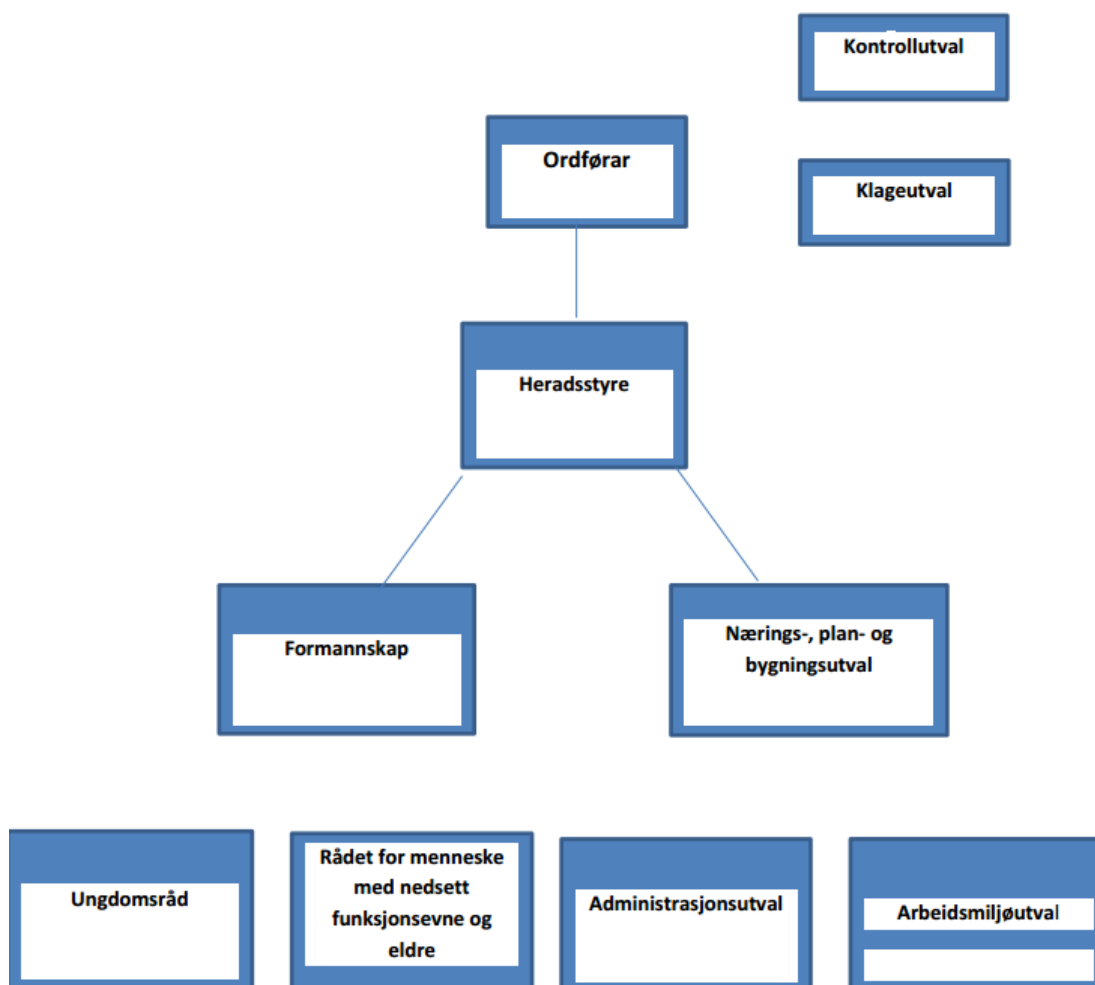 Kontrollutval
Ordførar
Klageutval
Heradsstyre
Formannskap
Nærings-, plan- og
bygningsutval
Ungdomsråd
Rådet for menneske
med nedsett
funksjonsevne og
eldre
Administrasjonsutval
Arbeidsmiljøutval